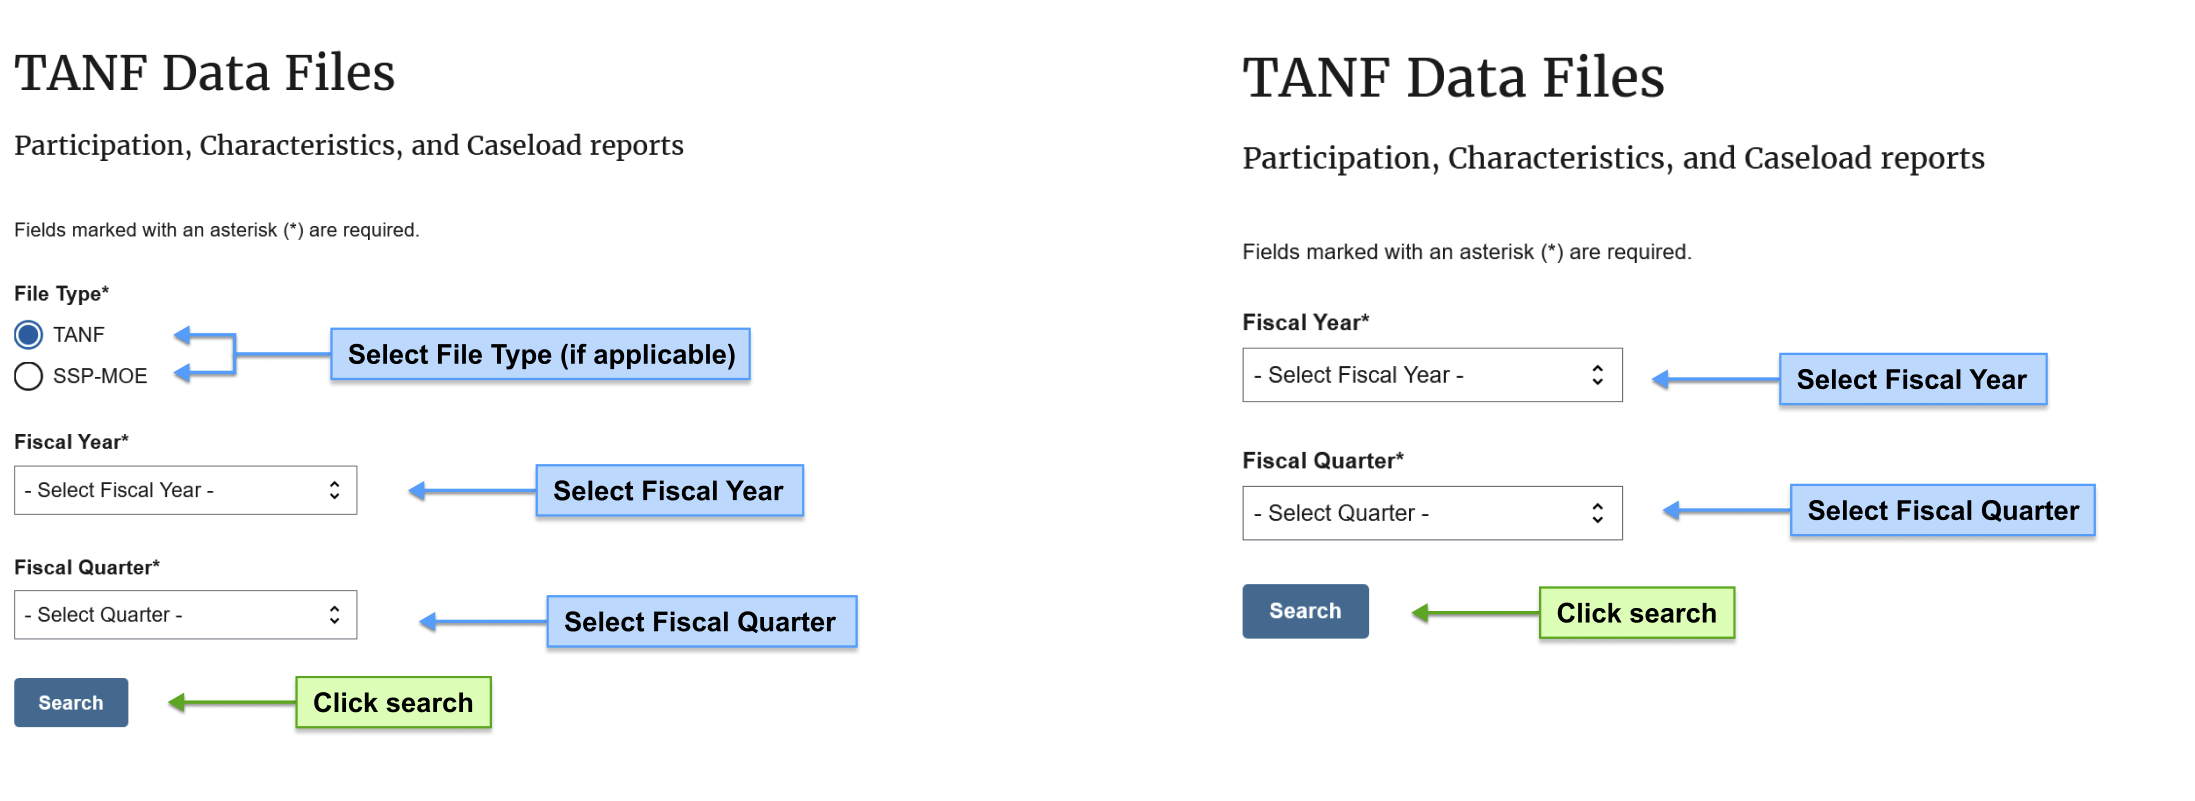 TANF Data Files
Participation, Characteristics, and Caseload reports
Fields marked with an asterisk (*) are required.
File Type*
TANF
SSP-MOE
Select File Type (if applicable)
Fiscal Year*
- Select Fiscal Year -
Select Fiscal Year
Fiscal Quarter*
- Select Quarter -
Select Fiscal Quarter
Search
Click search
TANF Data Files
Participation, Characteristics, and Caseload reports
Fields marked with an asterisk (*) are required.
Fiscal Year*
- Select Fiscal Year -
Select Fiscal Year
Fiscal Quarter*
- Select Quarter -
Select Fiscal Quarter
Search
Click search